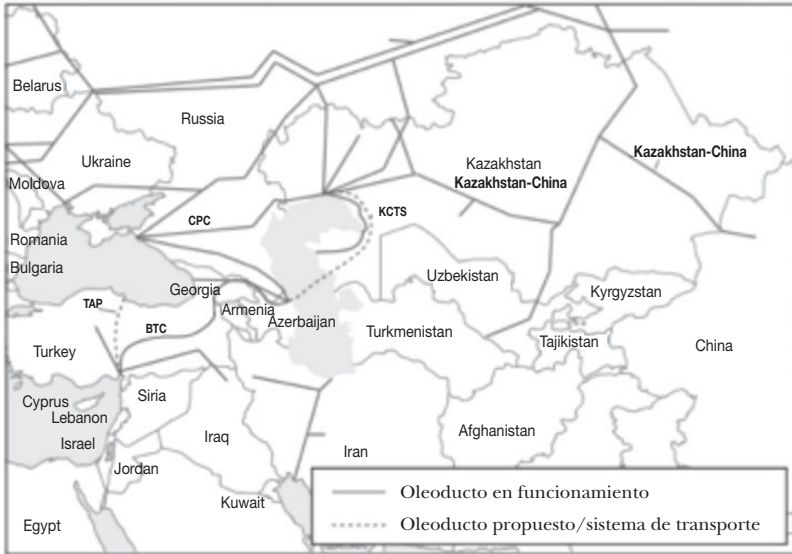 Belarus
Russia
Ukraine
Moldova
Romania
Bulgaria
CPC
Kazakhstan
Kazakhstan-China
Kazakhstan-China
KCTS
Uzbekistan
Kyrgyzstan
Georgia
Armenia
Azerbaijan
Turkmenistan
Tajikistan
China
TAP
BTC
Turkey
Cyprus
Lebanon
Israel
Siria
Iraq
Iran
Afghanistan
Jordan
Kuwait
Egypt
Oleoducto en funcionamiento
Oleoducto propuesto/sistema de transporte